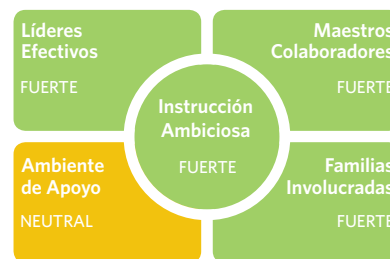 Líderes
Efectivos
FUERTE
Maestros
Colaboradores
FUERTE
Instrucción
Ambiciosa
FUERTE
Ambiente
de Apoyo
NEUTRAL
Familias
Involucradas
FUERTE